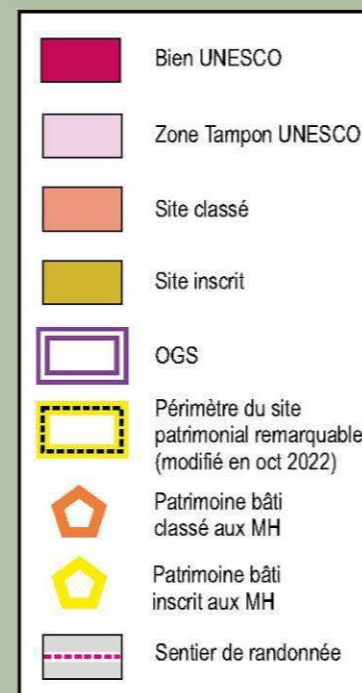 Bien UNESCO
Zone Tampon UNESCO
Site classé
Site inscrit
OGS
Périmètre du site
patrimonial remarquable
(modifié en oct 2022)
Patrimoine bâti
classé aux MH
Patrimoine bâti
inscrit aux MH
Sentier de randonnée